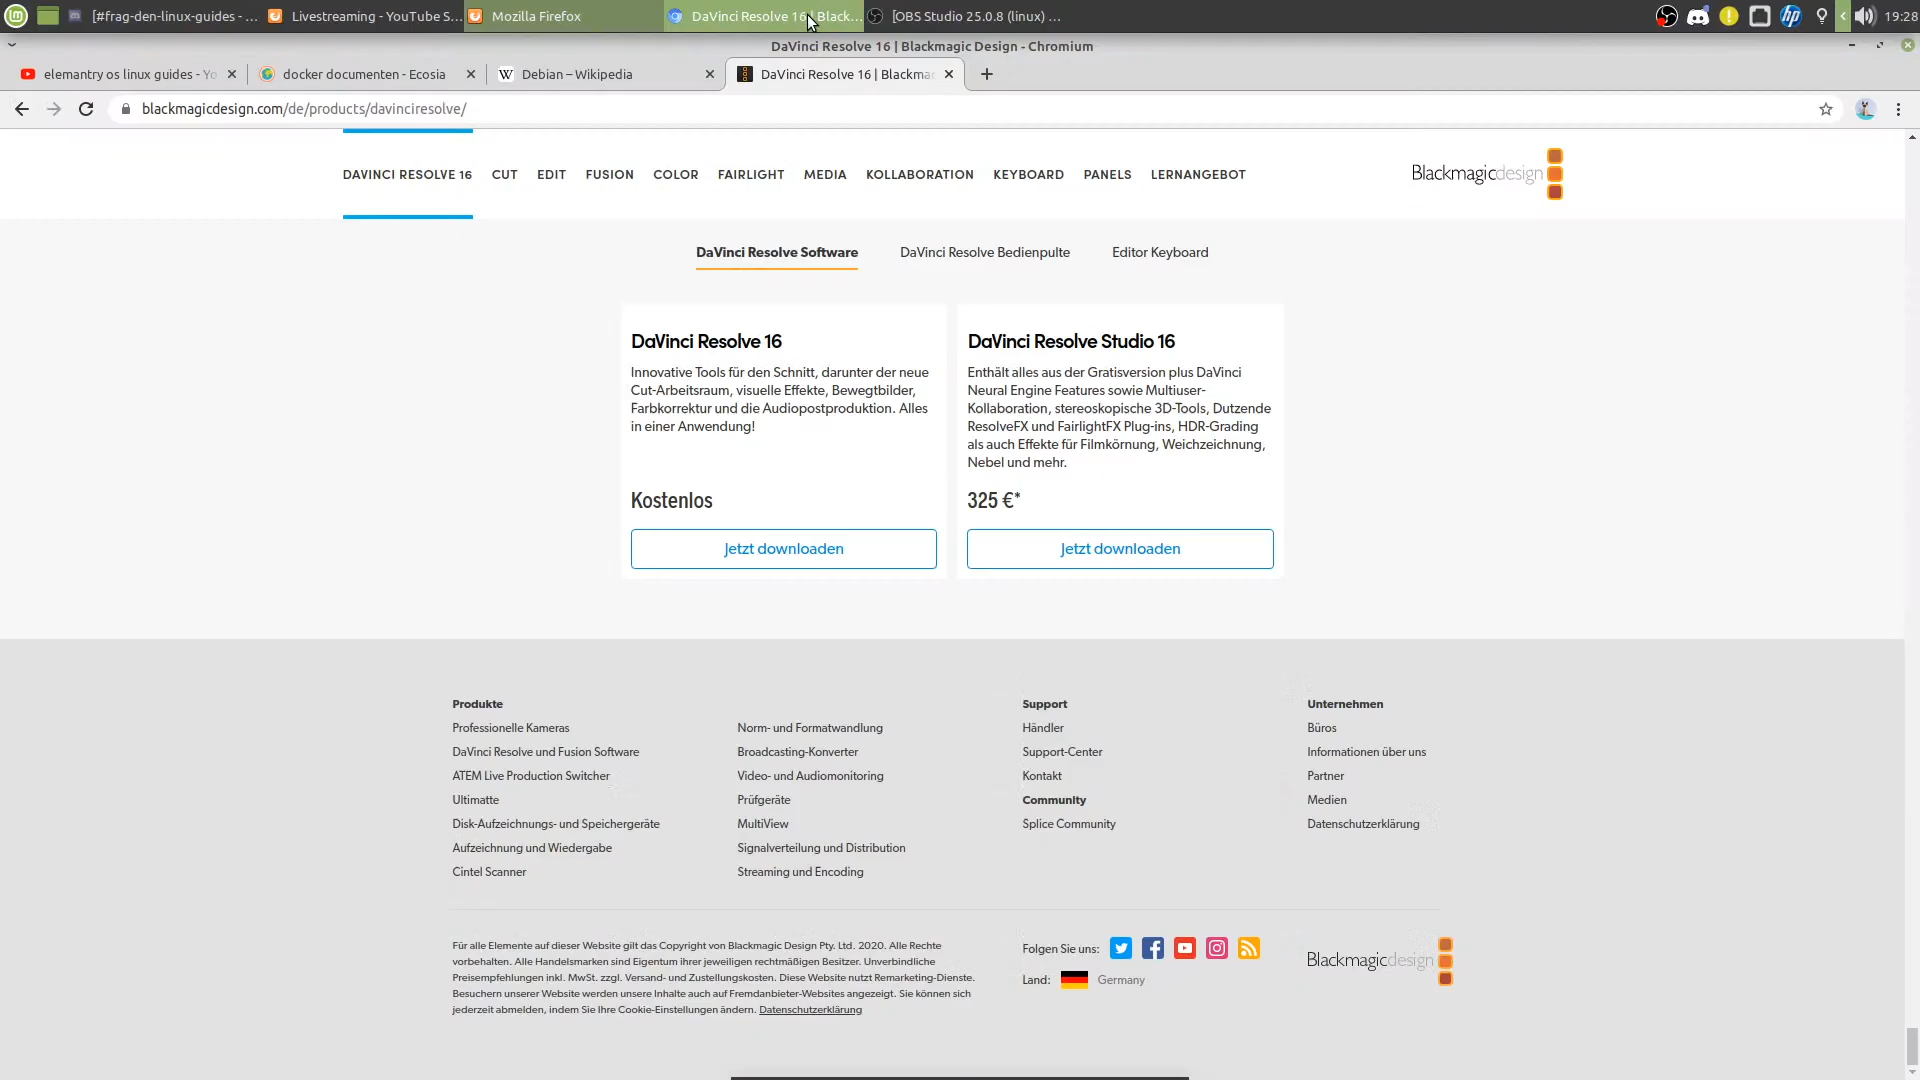 [#frag-den-linux-guides - ...
Livestreaming - YouTube S...
Mozilla Firefox
DaVinci Resolve 16 | Black...
[OBS Studio 25.0.8 (linux) ...
hp
19:28
DaVinci Resolve 16 | Blackmagic Design - Chromium
elemantry os linux guides - Yo
docker documenten - Ecosia
W Debian – Wikipedia
DaVinci Resolve 16 | Blackmag
blackmagicdesign.com/de/products/davinciresolve/
DAVINCI RESOLVE 16
CUT
EDIT
FUSION
COLOR
FAIRLIGHT
MEDIA
KOLLABORATION
KEYBOARD
PANELS
LERNANGEBOT
Blackmagicdesign
DaVinci Resolve Software
DaVinci Resolve Bedienpulte
Editor Keyboard
DaVinci Resolve 16
Innovative Tools für den Schnitt, darunter der neue
Cut-Arbeitsraum, visuelle Effekte, Bewegtbilder,
Farbkorrektur und die Audiopostproduktion. Alles
in einer Anwendung!
Kostenlos
Jetzt downloaden
DaVinci Resolve Studio 16
Enthält alles aus der Gratisversion plus DaVinci
Neural Engine Features sowie Multiuser-
Kollaboration, stereoskopische 3D-Tools, Dutzende
ResolveFX und FairlightFX Plug-ins, HDR-Grading
als auch Effekte für Filmkörnung, Weichzeichnung,
Nebel und mehr.
325 €*
Jetzt downloaden
Produkte
Professionelle Kameras
DaVinci Resolve und Fusion Software
ATEM Live Production Switcher
Ultimatte
Disk-Aufzeichnungs- und Speichergeräte
Aufzeichnung und Wiedergabe
Cintel Scanner
Norm- und Formatwandlung
Broadcasting-Konverter
Video- und Audiomonitoring
Prüfgeräte
MultiView
Signalverteilung und Distribution
Streaming und Encoding
Support
Händler
Support-Center
Kontakt
Community
Splice Community
Unternehmen
Büros
Informationen über uns
Partner
Medien
Datenschutzerklärung
Für alle Elemente auf dieser Website gilt das Copyright von Blackmagic Design Pty. Ltd. 2020. Alle Rechte
vorbehalten. Alle Handelsmarken sind Eigentum ihrer jeweiligen rechtmäßigen Besitzer. Unverbindliche
Preisempfehlungen inkl. MwSt. zzgl. Versand- und Zustellungskosten. Diese Website nutzt Remarketing-Dienste.
Besuchern unserer Website werden unsere Inhalte auch auf Fremdanbieter-Websites angezeigt. Sie können sich
jederzeit abmelden, indem Sie Ihre Cookie-Einstellungen ändern. Datenschutzerklärung
Folgen Sie uns:
Land:
Germany
Blackmagicdesign